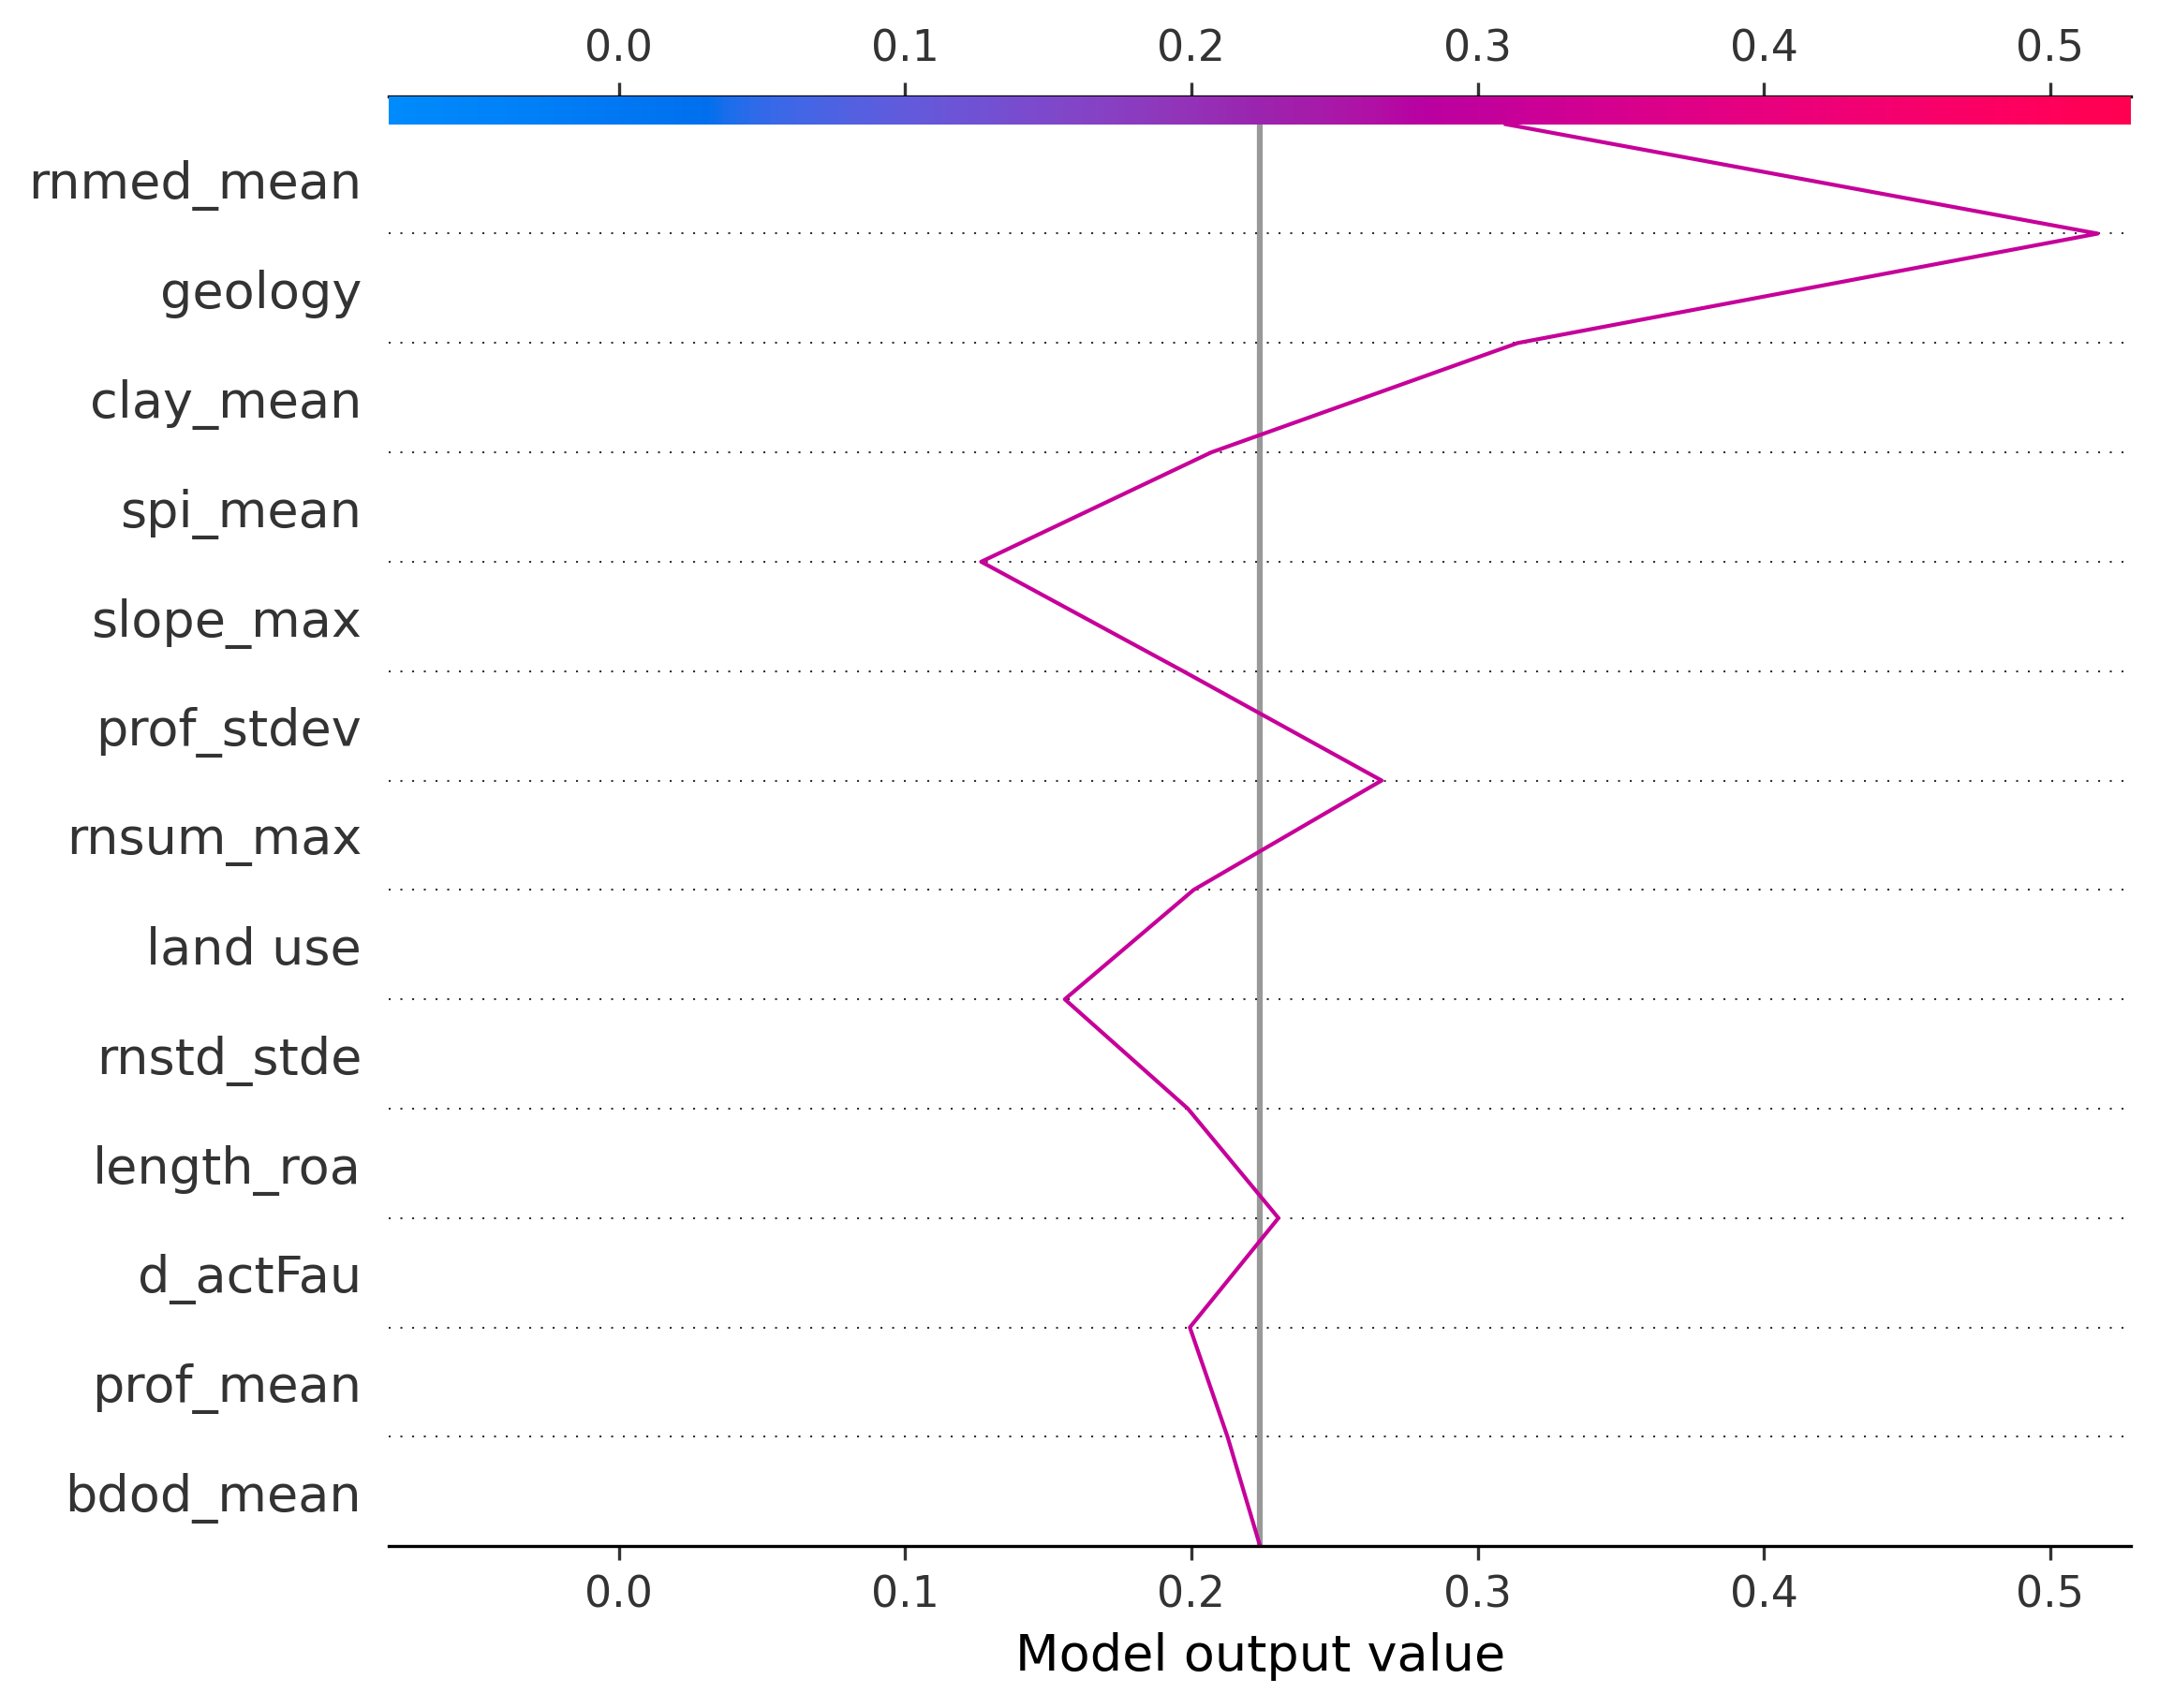 0.0 0.1 0.2 0.3 0.4 0.5
rnmed_mean
geology
clay_mean
spi_mean
slope_max
prof_stdev
rnsum_max
land use
rnstd_stde
length_roa
d_actFau
prof_mean
bdod_mean
0.0 0.1 0.2 0.3 0.4 0.5
Model output value